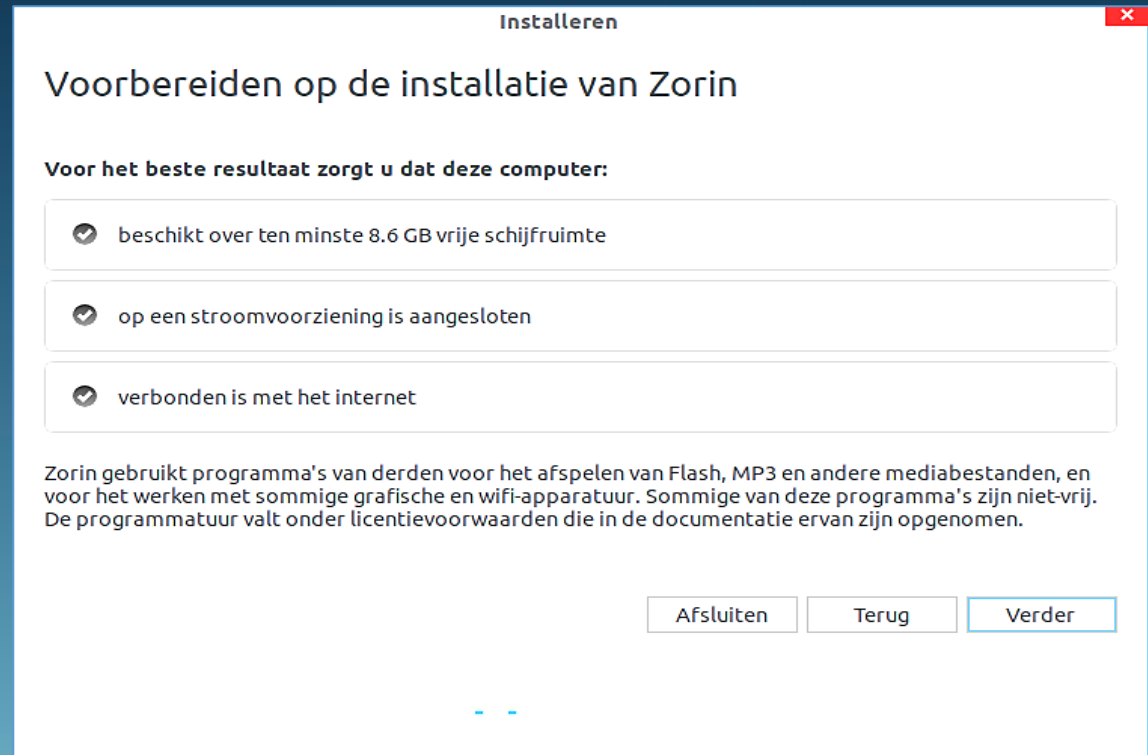 Installeren
Voorbereiden op de installatie van Zorin
Voor het beste resultaat zorgt u dat deze computer:
beschikt over ten minste 8.6 GB vrije schijfruimte
op een stroomvoorziening is aangesloten
verbonden is met het internet
Zorin gebruikt programma's van derden voor het afspelen van Flash, MP3 en andere mediabestanden, en
voor het werken met sommige grafische en wifi-apparatuur. Sommige van deze programma's zijn niet-vrij.
De programmatuur valt onder licentievoorwaarden die in de documentatie ervan zijn opgenomen.
Afsluiten Terug Verder